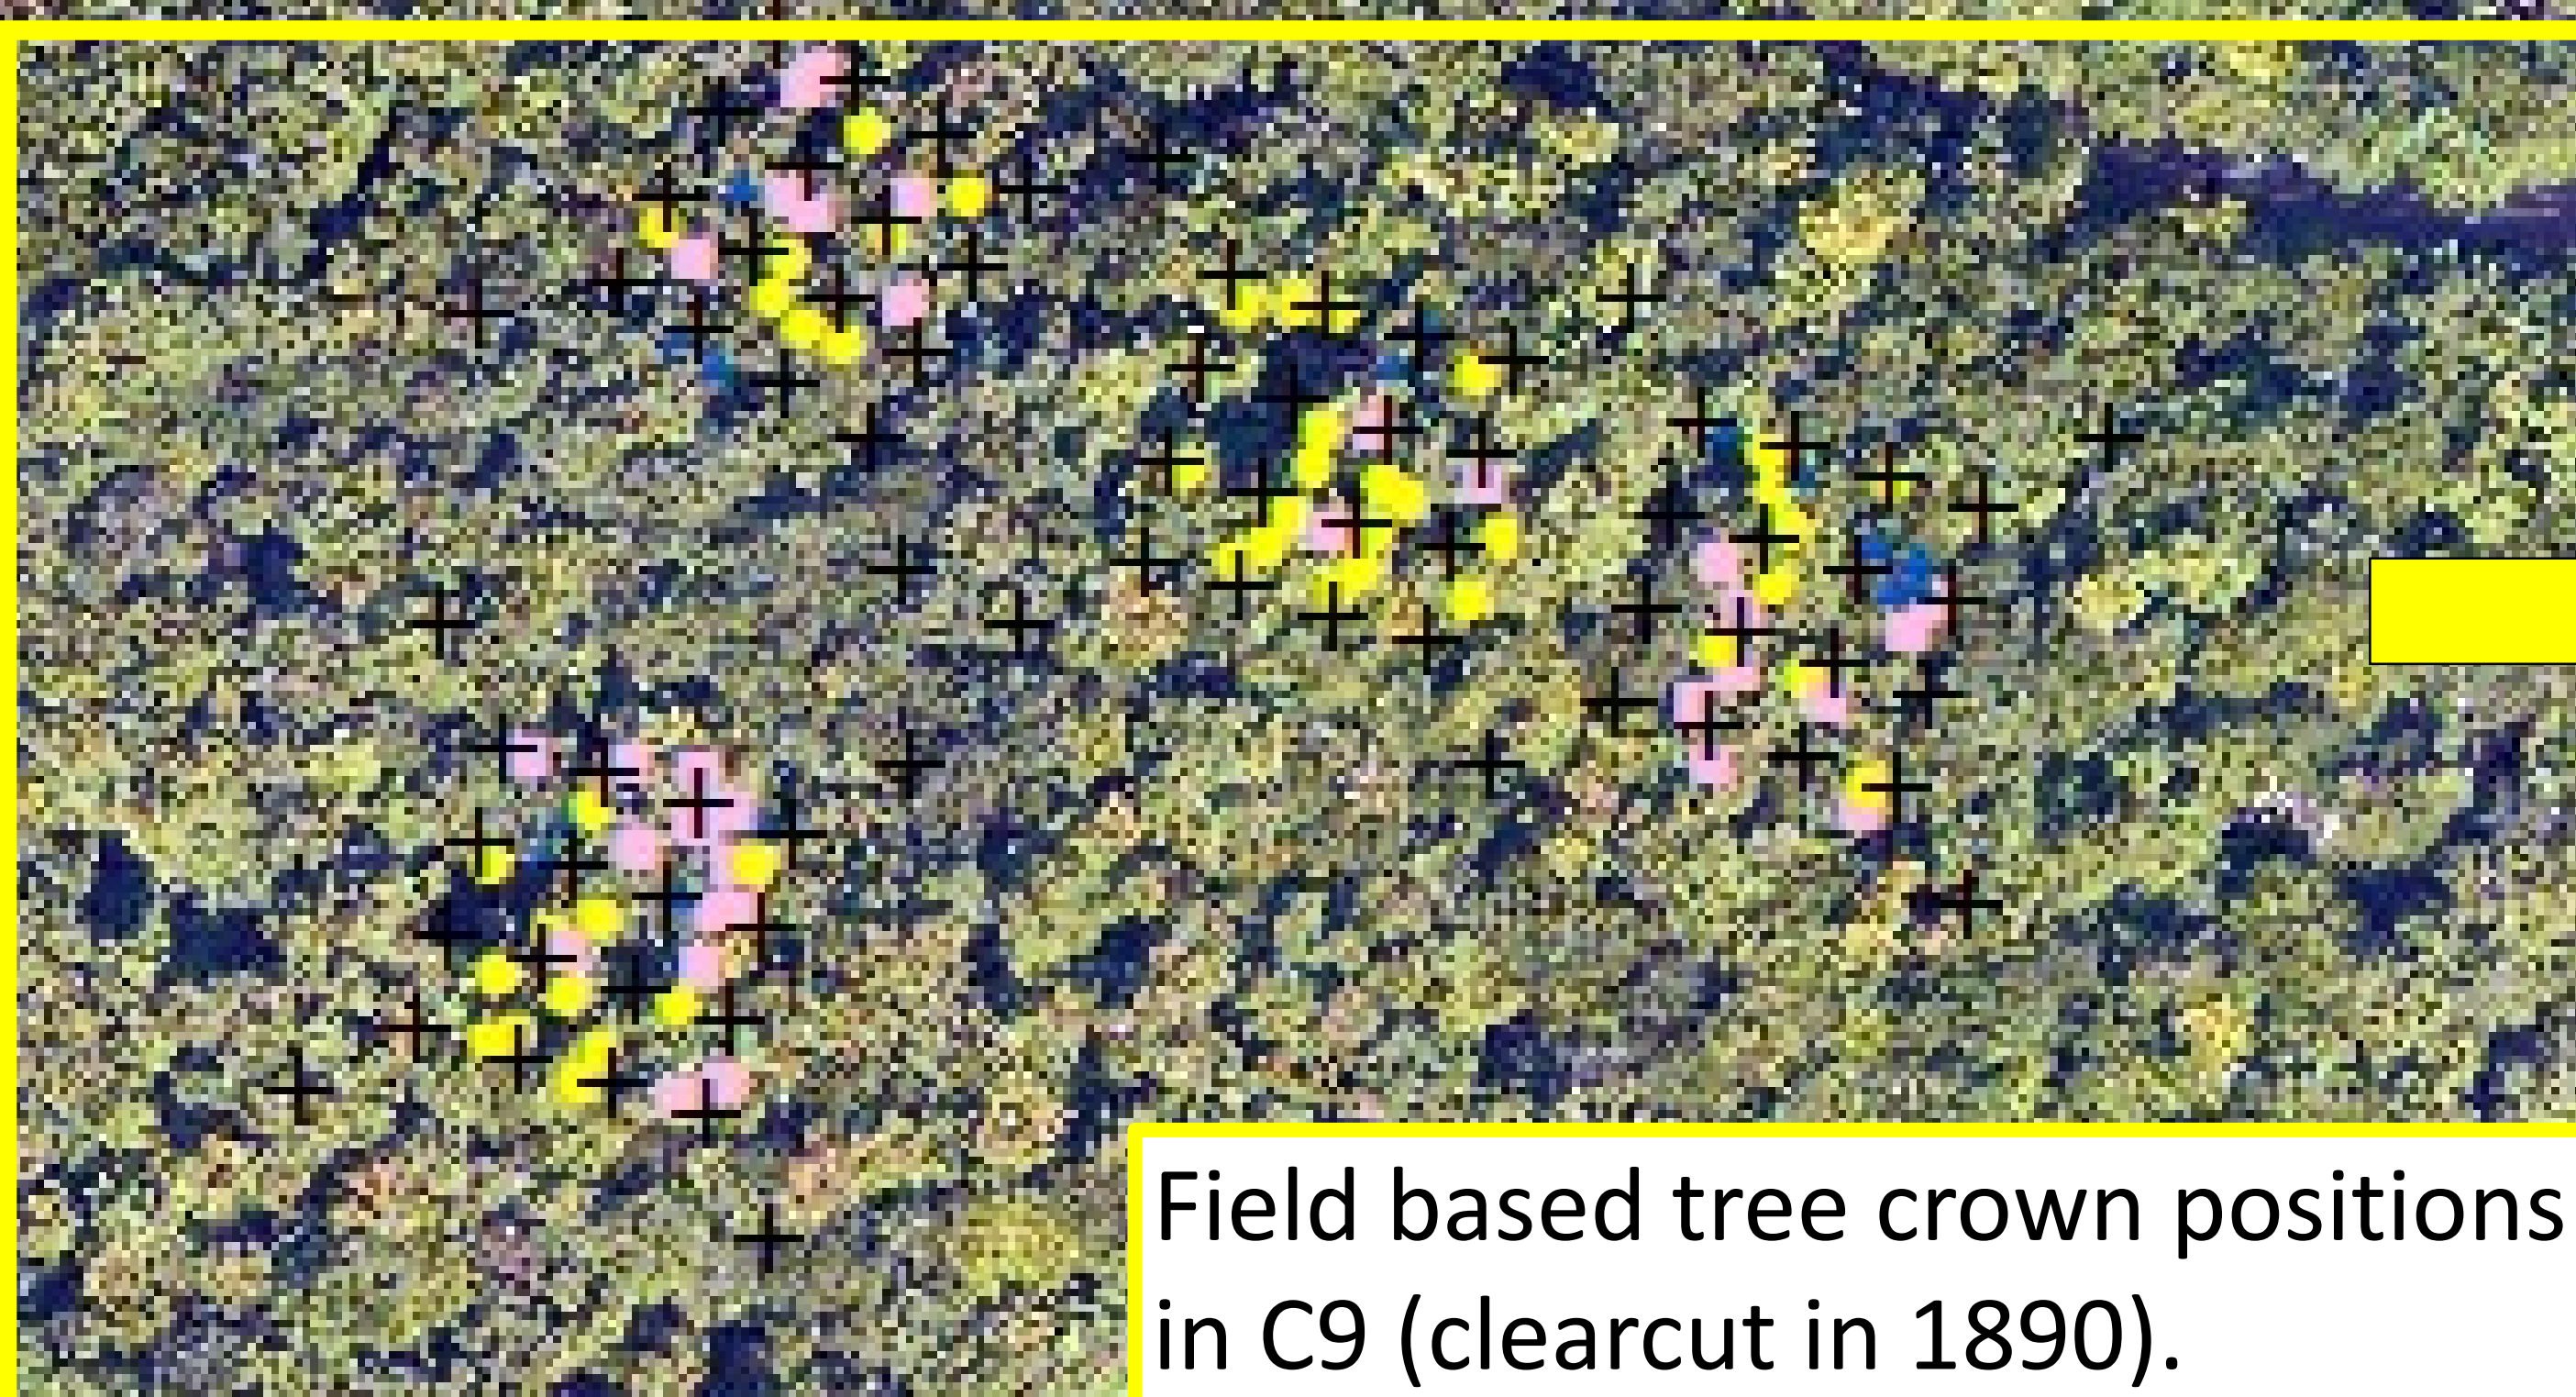 Field based tree crown positions
in C9 (clearcut in 1890).